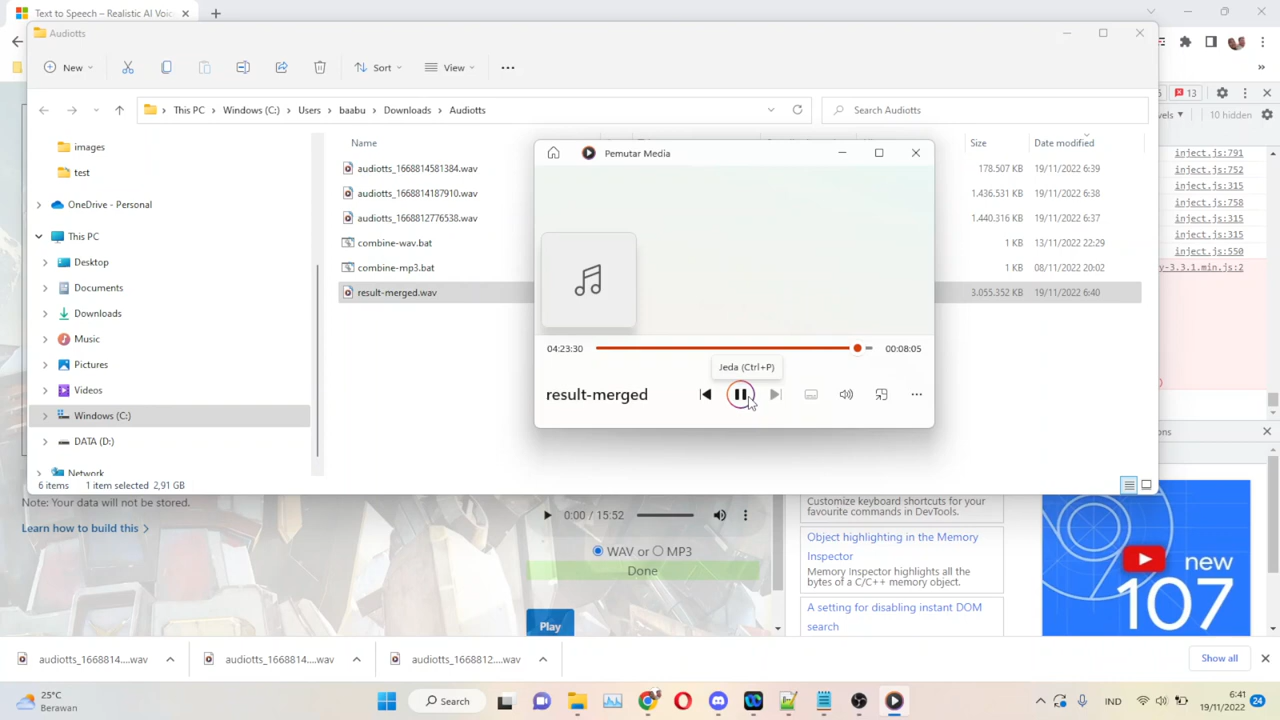 Text to Speech – Realistic AI Voic
Audiotts
New
Sort
View
This PC
Windows (C:)
Users
baabu
Downloads
Audiotts
Search Audiotts
5
13
vels
10 hidden
images
test
OneDrive - Personal
This PC
Desktop
Documents
Downloads
Music
Pictures
Videos
Windows (C:)
DATA (D:)
Network
6 items 1 item selected 2,91 GB
Name
Size
Date modified
audiotts_1668814581384.wav
178.507 KB 19/11/2022 6:39
audiotts_1668814187910.wav
1.436.531 KB 19/11/2022 6:38
audiotts_1668812776538.wav
1.440.316 KB 19/11/2022 6:37
combine-wav.bat
1 KB 13/11/2022 22:29
combine-mp3.bat
1 KB 08/11/2022 20:02
result-merged.wav
3.055.352 KB 19/11/2022 6:40
Pemutar Media
04:23:30
00:08:05
Jeda (Ctrl+P)
result-merged
inject.js:791
inject.js:752
inject.js:315
inject.js:758
inject.js:315
inject.js:315
inject.js:550
y-3.3.1.min.js:2
ons
Note: Your data will not be stored.
Learn how to build this >
0:00 / 15:52
WAV or MP3
Done
Play
Customize keyboard shortcuts for your
favourite commands in DevTools.
Object highlighting in the Memory
Inspector
Memory Inspector highlights all the
bytes of a C/C++ memory object.
A setting for disabling instant DOM
search
new
107
audiotts_1668814....wav
audiotts_1668814....wav
audiotts_1668812....wav
Show all
25°C
Berawan
Search
IND
6:41
19/11/2022
24